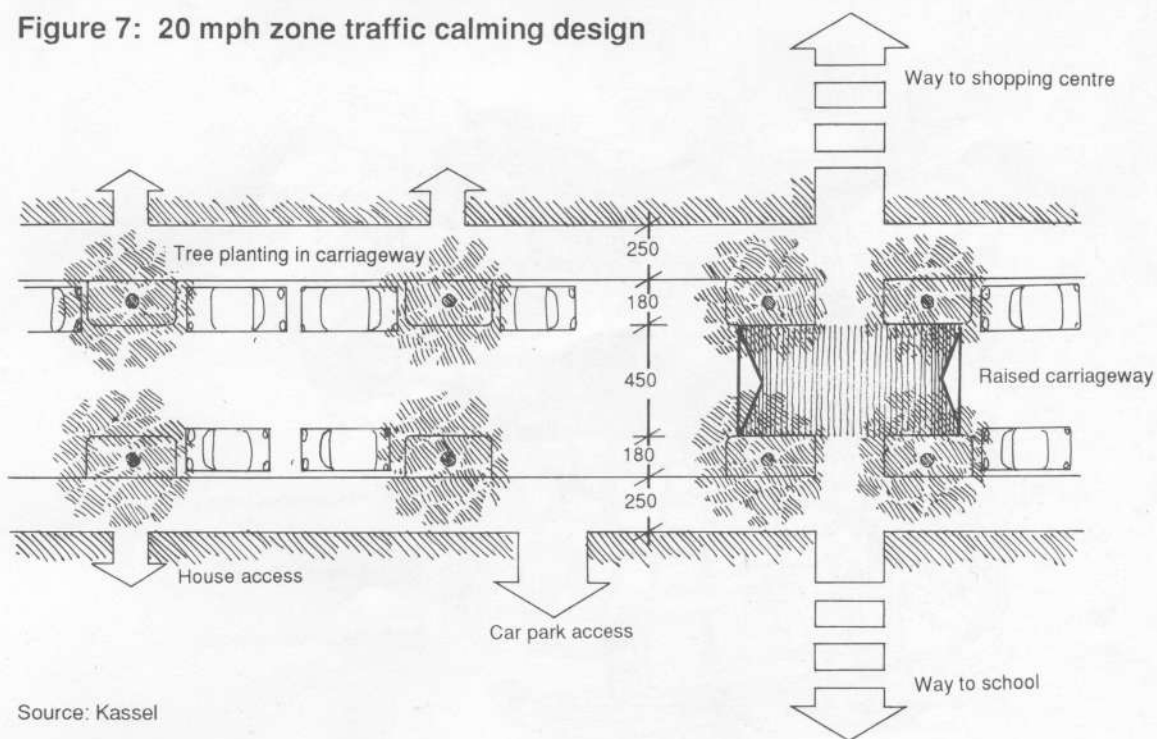 Figure 7: 20 mph zone traffic calming design
Way to shopping centre
Tree planting in carriageway
250
180
450
Raised carriageway
180
250
House access
Car park access
Way to school
Source: Kassel